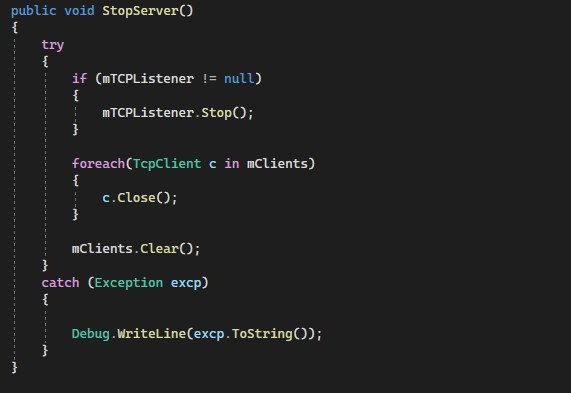 public void StopServer()
{
try
{
if (mTCPListener != null)
{
mTCPListener.Stop();
}
foreach(TcpClient c in mClients)
{
c.Close();
}
mClients.Clear();
}
catch (Exception excp)
{
Debug.WriteLine(excp.ToString());
}
}